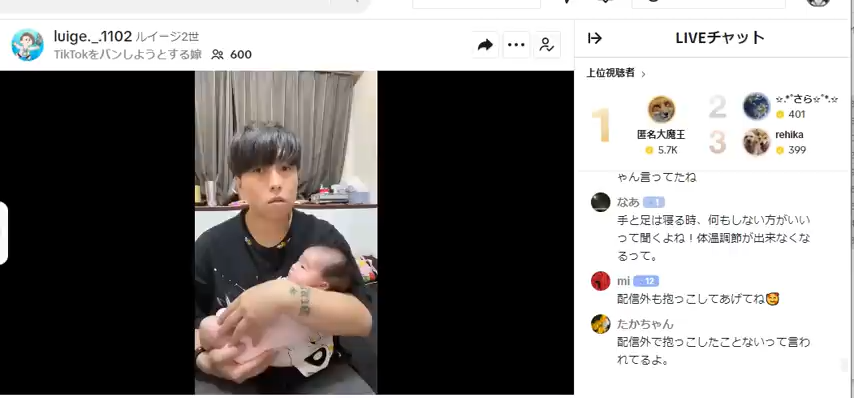 luige._.1102 ルイージ2世
TikTokをバンしようとする嫁 600
LIVEチャット
上位視聴者 >
1
匿名大魔王
5.7K
2
☆.*˚さら☆˚*.☆
401
3
rehika
399
ゃん言ってたね
なあ 1
手と足は寝る時、何もしない方がいい
って聞くよね！体温調節が出来なくな
るって。
mi 12
配信外も抱っこしてあげてね🥰
たかちゃん
配信外で抱っこしたことないって言わ
れてるよ。